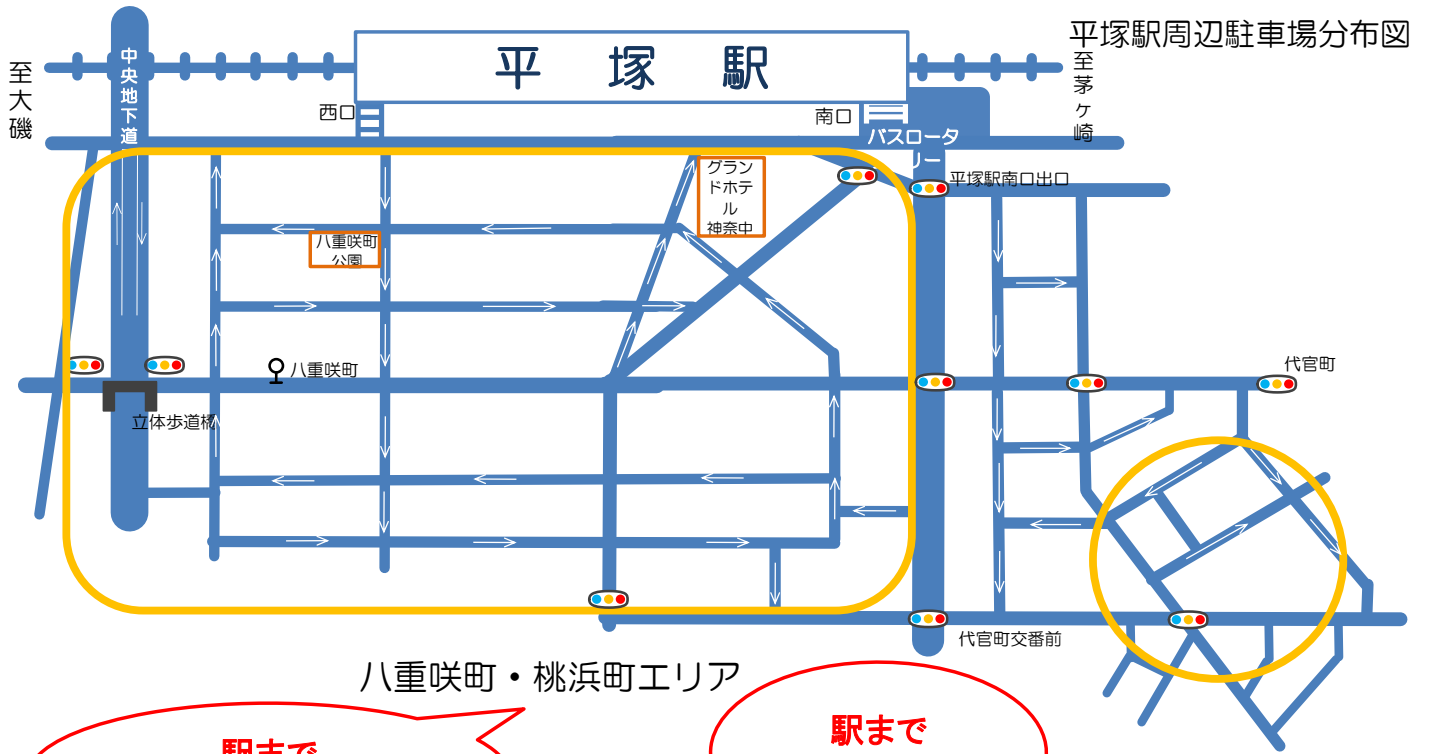 平塚駅周辺駐車場分布図
中央地下道
平塚駅
至大磯
至茅ヶ崎
西口
南口
バスロータ
リー
グラン
ドホテ
ル
神奈中
平塚駅南口出口
八重咲町
公園
八重咲町
代官町
立体歩道橋
代官町交番前
八重咲町・桃浜町エリア
駅まで
駅まで